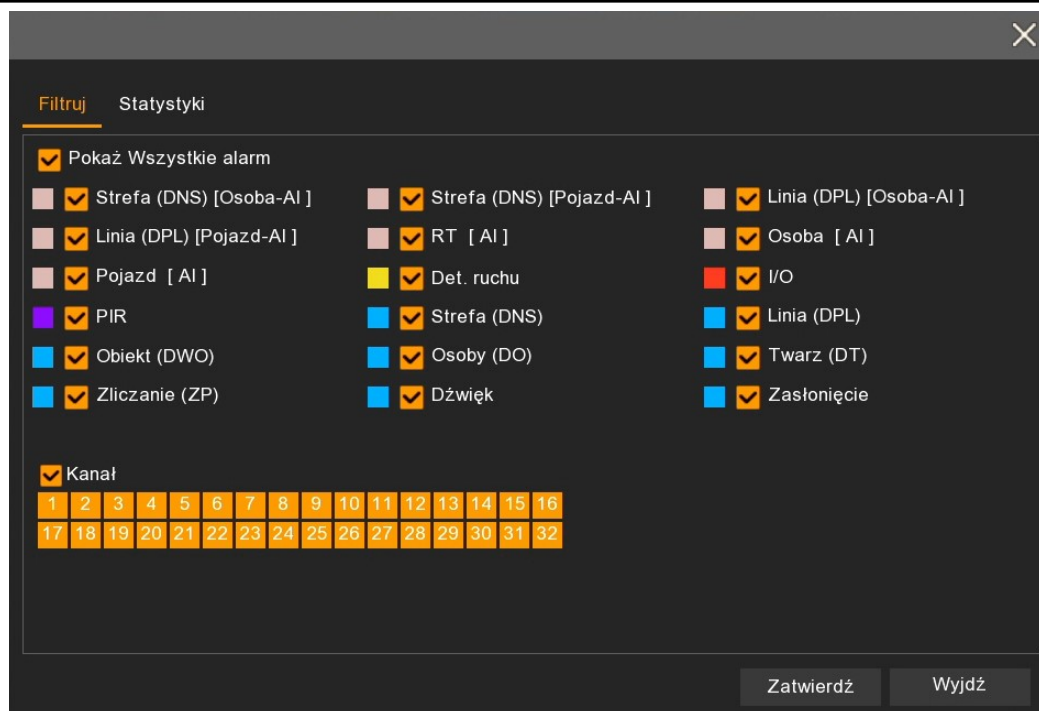 Filtruj Statystyki
Pokaż Wszystkie alarm
Strefa (DNS) [Osoba-AI ] Strefa (DNS) [Pojazd-AI ] Linia (DPL) [Osoba-AI ]
Linia (DPL) [Pojazd-AI ] RT [ AI ] Osoba [ AI ]
Pojazd [ AI ] Det. ruchu I/O
PIR Strefa (DNS) Linia (DPL)
Obiekt (DWO) Osoby (DO) Twarz (DT)
Zliczanie (ZP) Dźwięk Zasłonięcie
Kanał
1 2 3 4 5 6 7 8 9 10 11 12 13 14 15 16
17 18 19 20 21 22 23 24 25 26 27 28 29 30 31 32
Zatwierdź Wyjdź